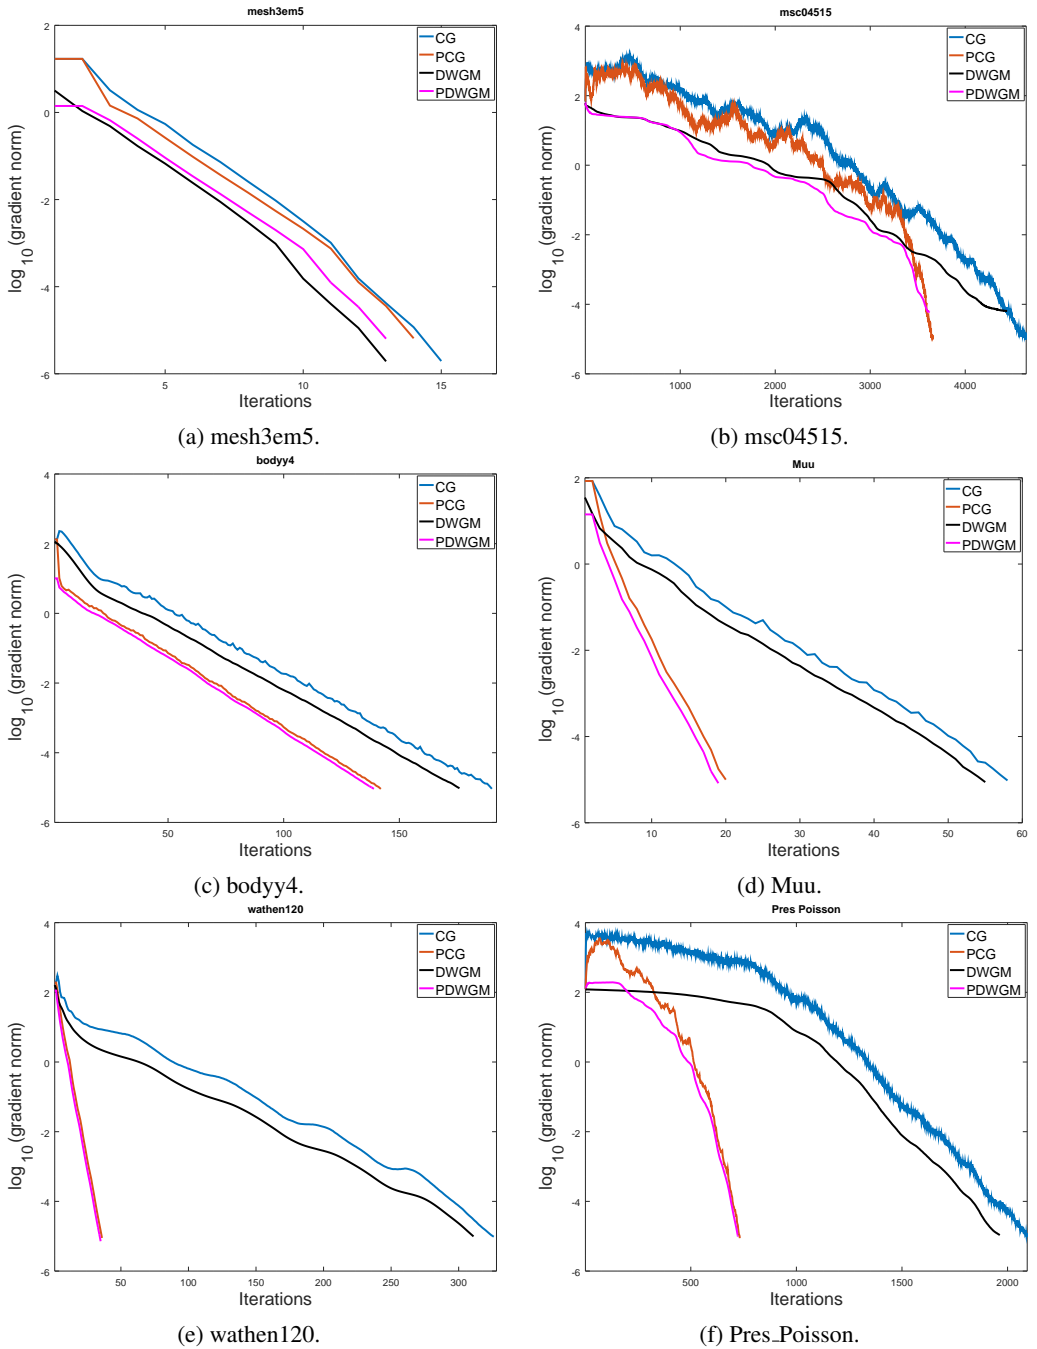 mesh3em5
2
0
-2
-4
-6
log10(gradient norm)
5
10
15
Iterations
CG
PCG
DWGM
PDWGM
(a) mesh3em5.
msc04515
4
2
0
-2
-4
-6
log10(gradient norm)
1000
2000
3000
4000
Iterations
CG
PCG
DWGM
PDWGM
(b) msc04515.
bodyy4
4
2
0
-2
-4
-6
log10(gradient norm)
50
100
150
Iterations
CG
PCG
DWGM
PDWGM
(c) bodyy4.
Muu
2
0
-2
-4
-6
log10(gradient norm)
10
20
30
40
50
60
Iterations
CG
PCG
DWGM
PDWGM
(d) Muu.
wathen120
4
2
0
-2
-4
-6
log10(gradient norm)
50
100
150
200
250
300
Iterations
CG
PCG
DWGM
PDWGM
(e) wathen120.
Pres Poisson
4
2
0
-2
-4
-6
log10(gradient norm)
500
1000
1500
2000
Iterations
CG
PCG
DWGM
PDWGM
(f) Pres_Poisson.